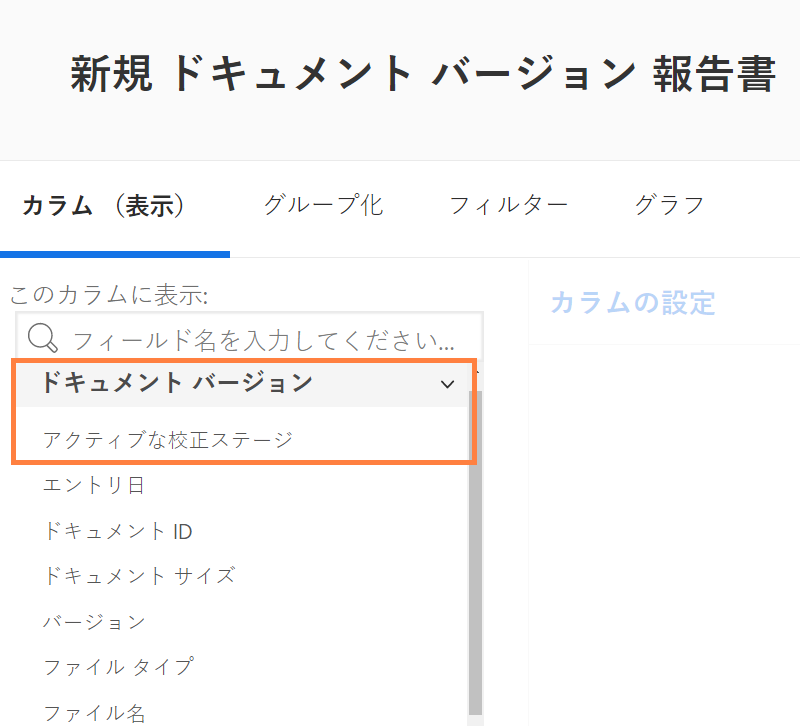 新規 ドキュメント バージョン 報告書
カラム (表示)
グループ化
フィルター
グラフ
このカラムに表示:
カラムの設定
フィールド名を入力してください...
ドキュメント バージョン
アクティブな校正ステージ
エントリ日
ドキュメント ID
ドキュメント サイズ
バージョン
ファイル タイプ
ファイル名